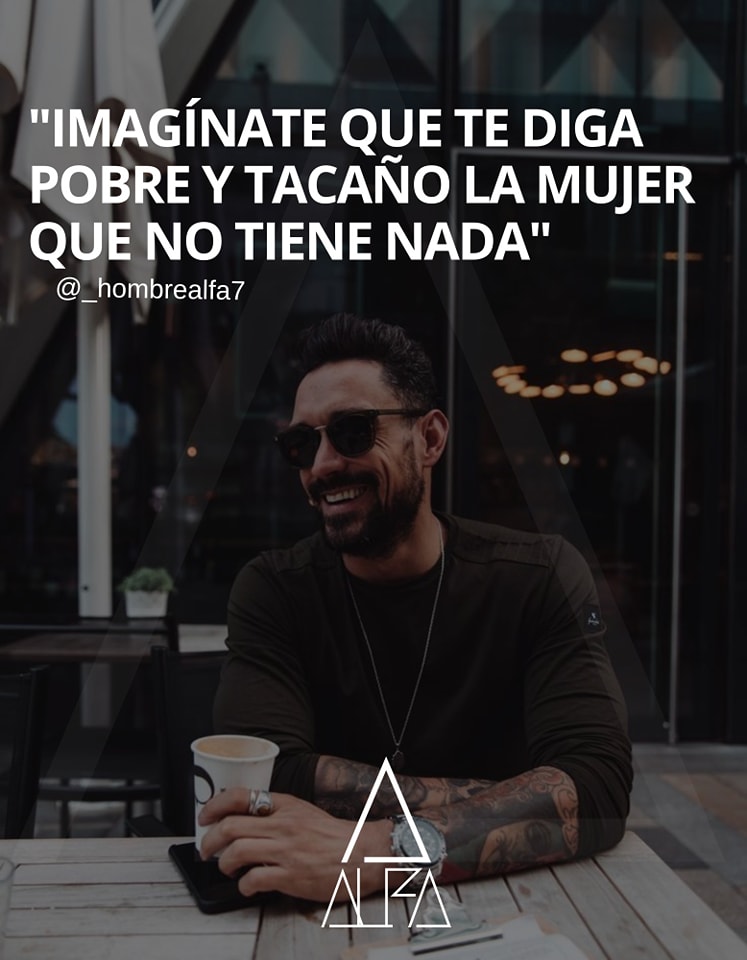 "IMAGÍNATE QUE TE DIGA
POBRE Y TACAÑO LA MUJER
QUE NO TIENE NADA"
@_hombrealfa7
ALFA